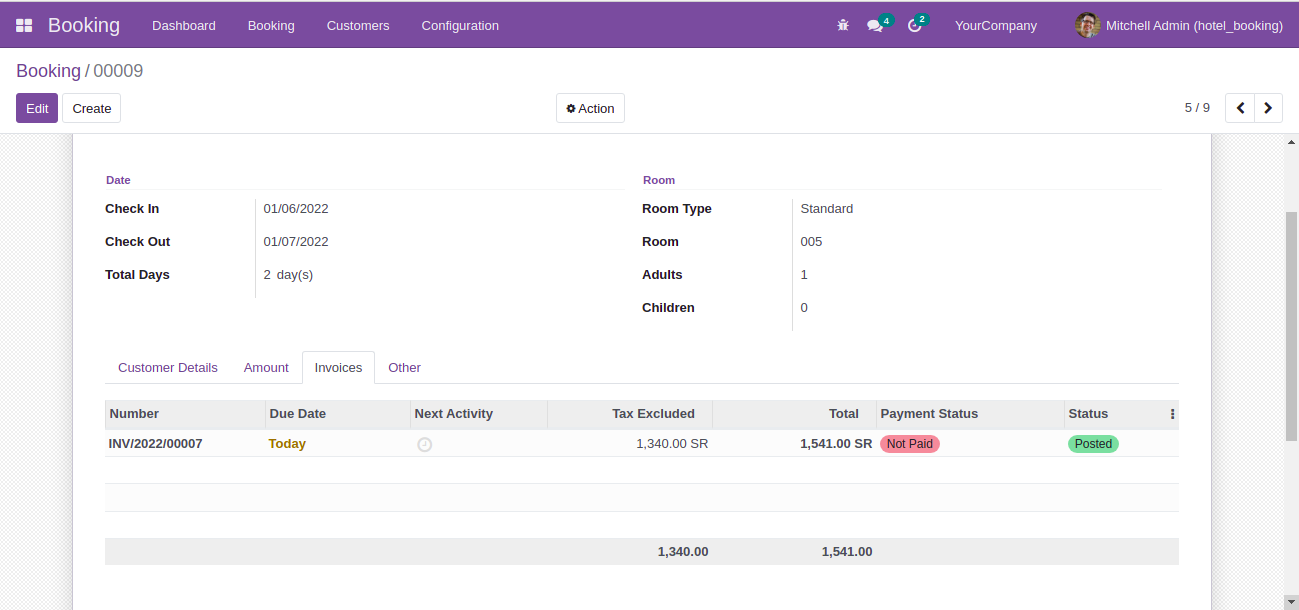 Booking Dashboard Booking Customers Configuration 4 2 YourCompany Mitchell Admin (hotel_booking)
Booking / 00009
Edit Create Action 5 / 9
Date Room
Check In 01/06/2022 Room Type Standard
Check Out 01/07/2022 Room 005
Total Days 2 day(s) Adults 1
Children 0
Customer Details Amount Invoices Other
Number Due Date Next Activity Tax Excluded Total Payment Status Status
INV/2022/00007 Today 1,340.00 SR 1,541.00 SR Not Paid Posted
1,340.00 1,541.00